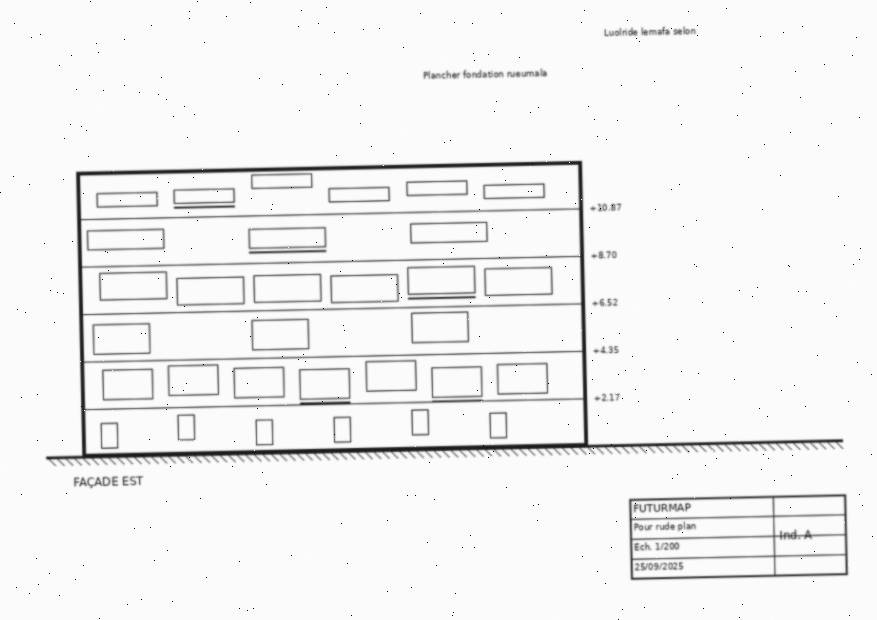 Luolride lemafa selon
Plancher fondation rueumala
+10.87
+8.70
+6.52
+4.35
+2.17
FAÇADE EST
FUTURMAP
Pour rude plan
Ind. A
Ech. 1/200
25/09/2025